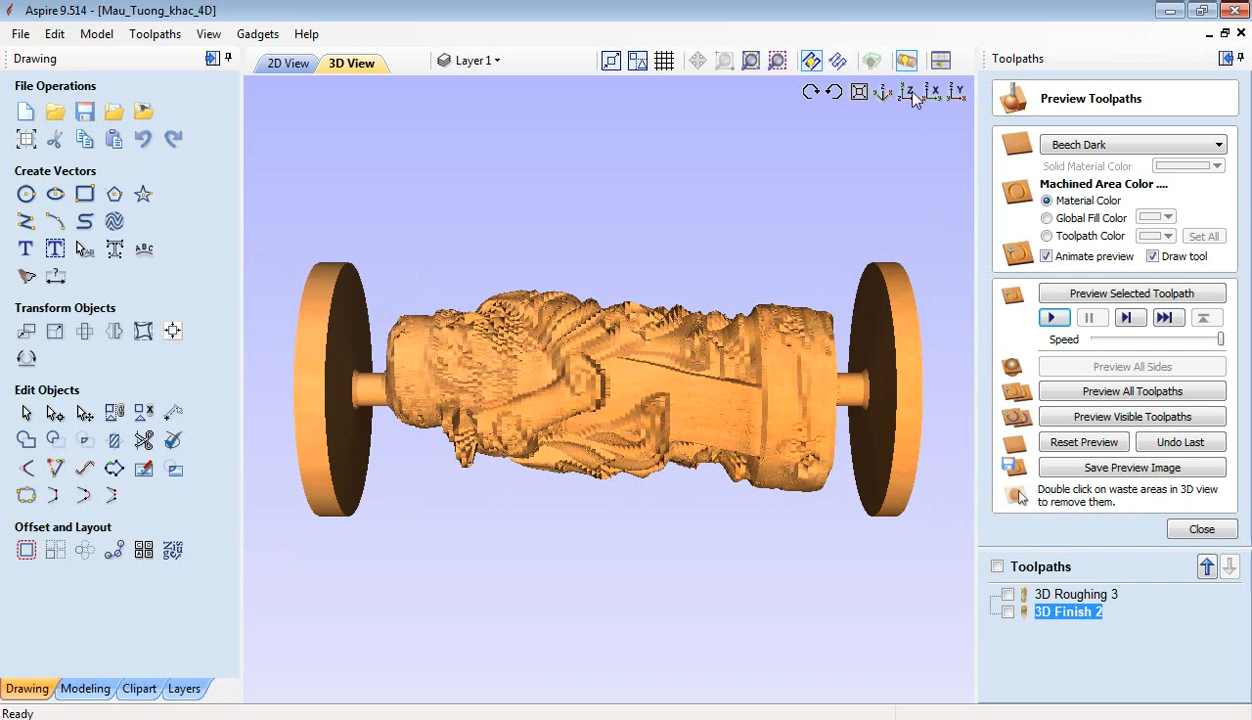 Aspire 9.514 - [Mau_Tuong_khac_4D]
File Edit Model Toolpaths View Gadgets Help
Drawing
2D View 3D View Layer 1
Toolpaths
File Operations
Create Vectors
Transform Objects
Edit Objects
Offset and Layout
Drawing Modeling Clipart Layers
Ready
Preview Toolpaths
Beech Dark
Solid Material Color
Machined Area Color ....
Material Color
Global Fill Color
Toolpath Color Set All
Animate preview Draw tool
Preview Selected Toolpath
Speed
Preview All Sides
Preview All Toolpaths
Preview Visible Toolpaths
Reset Preview Undo Last
Save Preview Image
Double click on waste areas in 3D view
to remove them.
Close
Toolpaths
3D Roughing 3
3D Finish 2